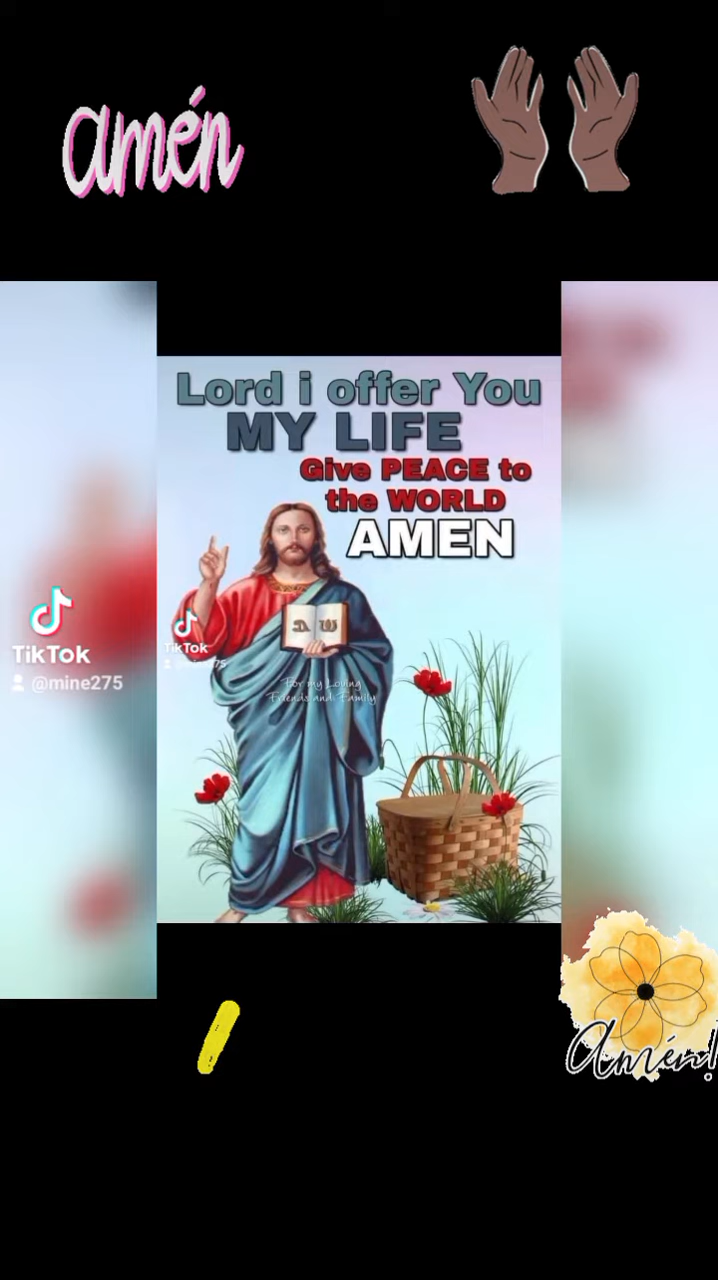 amén
Lord i offer You
MY LIFE
Give PEACE to
the WORLD
AMEN
TikTok
@mine275
TikTok
For my Loving
Friends and Family
Amén!